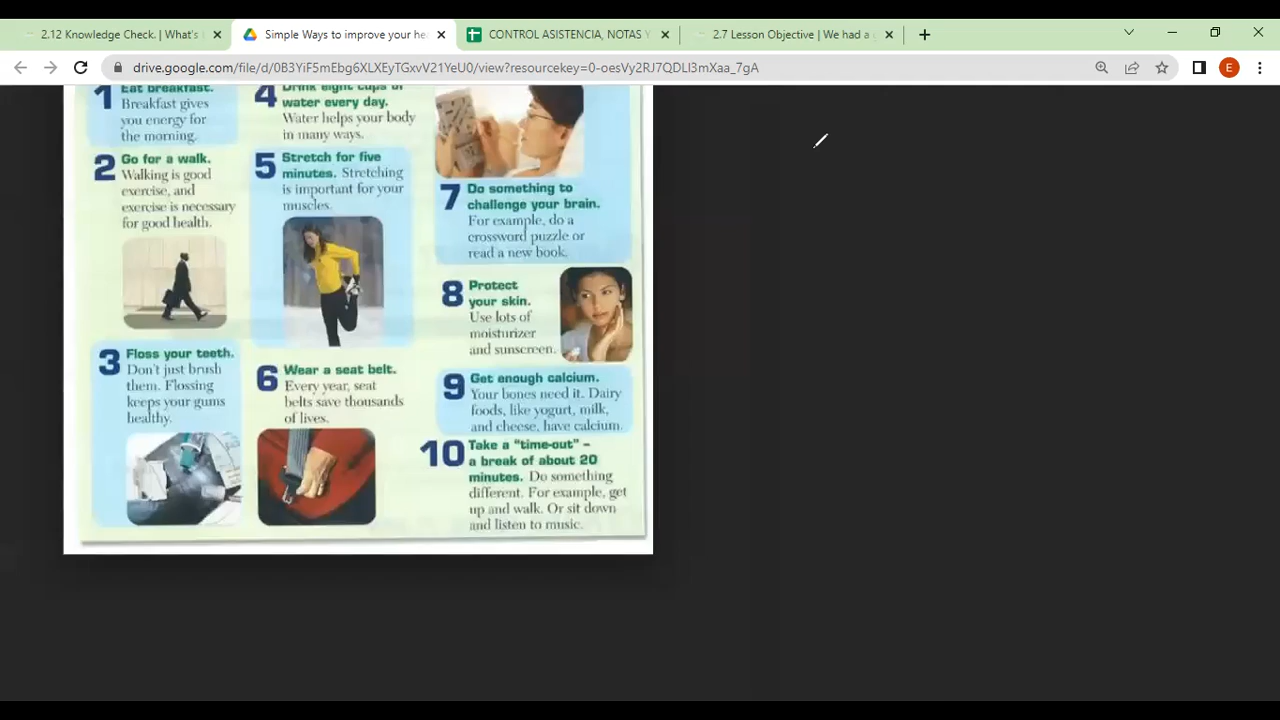 2.12 Knowledge Check. | What's
Simple Ways to improve your he
CONTROL ASISTENCIA, NOTAS Y
2.7 Lesson Objective | We had a
drive.google.com/file/d/0B3YiF5mEbg6XLXEyTGxvV21YeU0/view?resourcekey=0-oesVy2RJ7QDLl3mXaa_7gA
E
1 Eat breakfast.
Breakfast gives
you energy for
the morning.
2 Go for a walk.
Walking is good
exercise, and
exercise is necessary
for good health.
3 Floss your teeth.
Don't just brush
them. Flossing
keeps your gums
healthy.
4 Drink eight cups of
water every day.
Water helps your body
in many ways.
5 Stretch for five
minutes. Stretching
is important for your
muscles.
6 Wear a seat belt.
Every year, seat
belts save thousands
of lives.
7 Do something to
challenge your brain.
For example, do a
crossword puzzle or
read a new book.
8 Protect
your skin.
Use lots of
moisturizer
and sunscreen.
9 Get enough calcium.
Your bones need it. Dairy
foods, like yogurt, milk,
and cheese, have calcium.
10 Take a "time-out" –
a break of about 20
minutes. Do something
different. For example, get
up and walk. Or sit down
and listen to music.